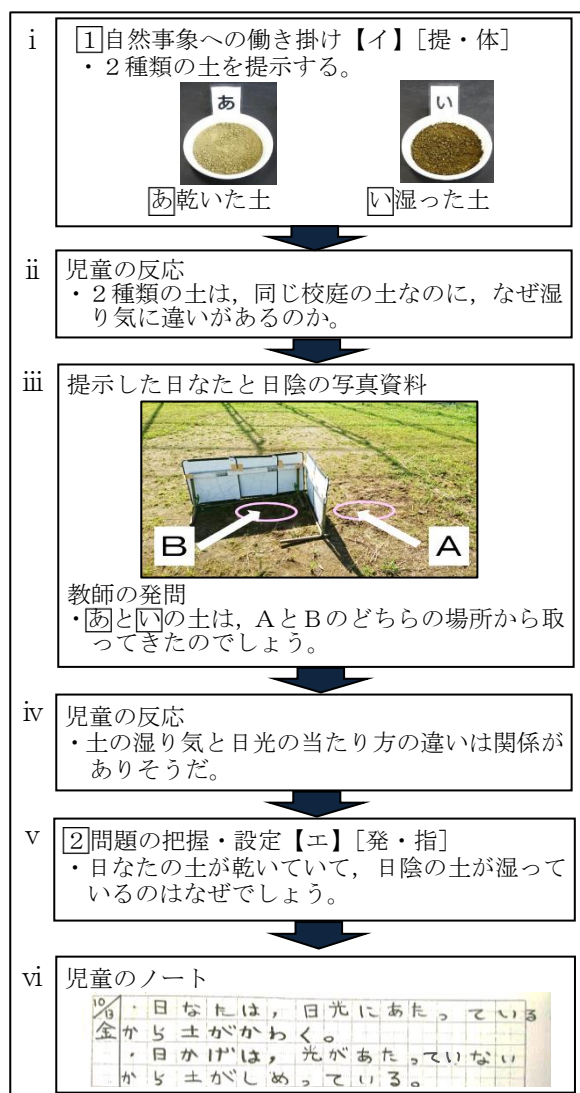 ⅰ 1自然事象への働き掛け【イ】［提・体］
・２種類の土を提示する。
あ い
あ乾いた土 い湿った土
ⅱ 児童の反応
・２種類の土は，同じ校庭の土なのに，なぜ湿
り気に違いがあるのか。
ⅲ 提示した日なたと日陰の写真資料
B A
教師の発問
・あといの土は，ＡとＢのどちらの場所から取
ってきたのでしょう。
ⅳ 児童の反応
・土の湿り気と日光の当たり方の違いは関係が
ありそうだ。
ⅴ 2問題の把握・設定【エ】［発・指］
・日なたの土が乾いていて，日陰の土が湿って
いるのはなぜでしょう。
ⅵ 児童のノート
・日なたは，日光にあたっている
金 から土がかわく。
・日かげは，光があたっていない
から土がしめっている。